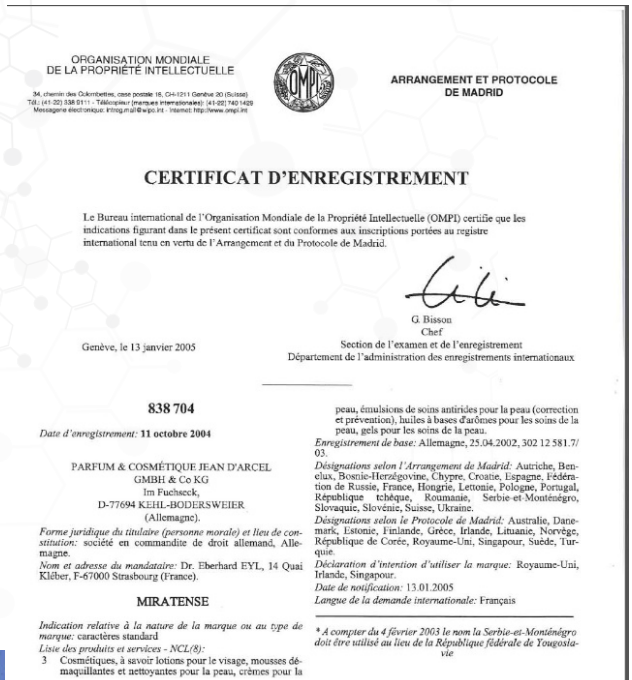 ORGANISATION MONDIALE
DE LA PROPRIÉTÉ INTELLECTUELLE
34, chemin des Colombettes, case postale 18, CH-1211 Genève 20 (Suisse)
Tél.: (41-22) 338 9111 - Télécopieur (marques internationales): (41-22) 740 1429
Messagerie électronique: intreg.mail@wipo.int - Internet: http://www.ompi.int
OMPI
ARRANGEMENT ET PROTOCOLE
DE MADRID
CERTIFICAT D'ENREGISTREMENT
Le Bureau international de l'Organisation Mondiale de la Propriété Intellectuelle (OMPI) certifie que les
indications figurant dans le présent certificat sont conformes aux inscriptions portées au registre
international tenu en vertu de l'Arrangement et du Protocole de Madrid.
G. Bisson
Chef
Section de l'examen et de l'enregistrement
Département de l'administration des enregistrements internationaux
Genève, le 13 janvier 2005
838 704
Date d'enregistrement: 11 octobre 2004
PARFUM & COSMÉTIQUE JEAN D'ARCEL
GMBH & Co KG
Im Fuchseck,
D-77694 KEHL-BODERSWEIER
(Allemagne).
Forme juridique du titulaire (personne morale) et lieu de con-
stitution: société en commandite de droit allemand, Alle-
magne.
Nom et adresse du mandataire: Dr. Eberhard EYL, 14 Quai
Kléber, F-67000 Strasbourg (France).
MIRATENSE
Indication relative à la nature de la marque ou au type de
marque: caractères standard
Liste des produits et services - NCL(8):
3 Cosmétiques, à savoir lotions pour le visage, mousses dé-
maquillantes et nettoyantes pour la peau, crèmes pour la
peau, émulsions de soins antirides pour la peau (correction
et prévention), huiles à bases d'arômes pour les soins de la
peau, gels pour les soins de la peau.
Enregistrement de base: Allemagne, 25.04.2002, 302 12 581.7/
03.
Désignations selon l'Arrangement de Madrid: Autriche, Ben-
elux, Bosnie-Herzégovine, Chypre, Croatie, Espagne, Fédéra-
tion de Russie, France, Hongrie, Lettonie, Pologne, Portugal,
République tchèque, Roumanie, Serbie-et-Monténégro,
Slovaquie, Slovénie, Suisse, Ukraine.
Désignations selon le Protocole de Madrid: Australie, Dane-
mark, Estonie, Finlande, Grèce, Irlande, Lituanie, Norvège,
République de Corée, Royaume-Uni, Singapour, Suède, Tur-
quie.
Déclaration d'intention d'utiliser la marque: Royaume-Uni,
Irlande, Singapour.
Date de notification: 13.01.2005
Langue de la demande internationale: Français
* A compter du 4 février 2003 le nom la Serbie-et-Monténégro
doit être utilisé au lieu de la République fédérale de Yougosla-
vie